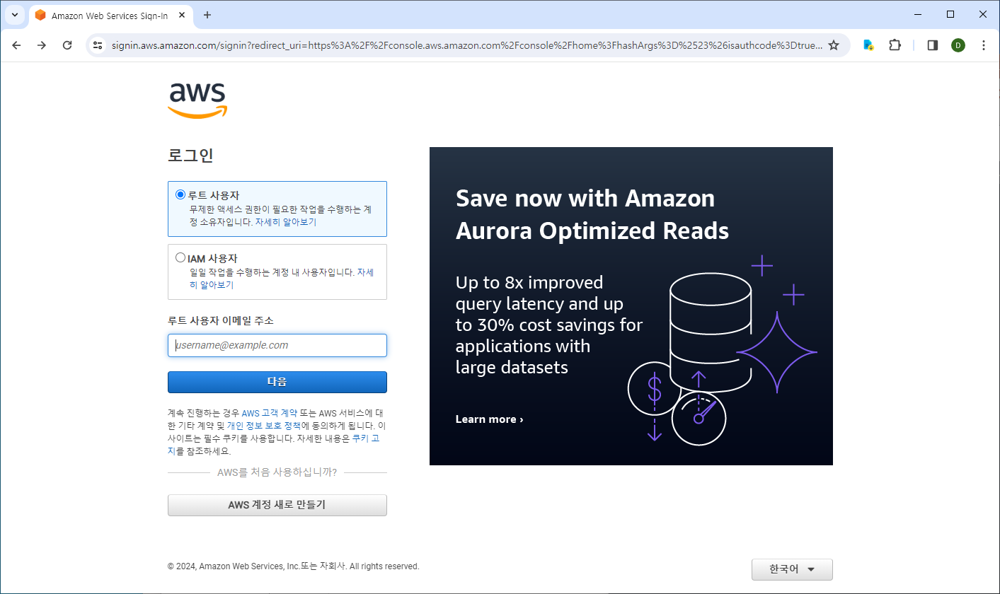 Amazon Web Services Sign-In
signin.aws.amazon.com/signin?redirect_uri=https%3A%2F%2Fconsole.aws.amazon.com%2Fconsole%2Fhome%3FhashArgs%3D%2523%26isauthcode%3Dtrue...
D
aws
로그인
루트 사용자
무제한 액세스 권한이 필요한 작업을 수행하는 계
정 소유자입니다. 자세히 알아보기
IAM 사용자
일일 작업을 수행하는 계정 내 사용자입니다. 자세
히 알아보기
루트 사용자 이메일 주소
username@example.com
다음
계속 진행하는 경우 AWS 고객 계약 또는 AWS 서비스에 대
한 기타 계약 및 개인 정보 보호 정책에 동의하게 됩니다. 이
사이트는 필수 쿠키를 사용합니다. 자세한 내용은 쿠키 고
지를 참조하세요.
AWS를 처음 사용하십니까?
AWS 계정 새로 만들기
Save now with Amazon
Aurora Optimized Reads
Up to 8x improved
query latency and up
to 30% cost savings for
applications with
large datasets
$
Learn more ›
© 2024, Amazon Web Services, Inc.또는 자회사. All rights reserved.
한국어